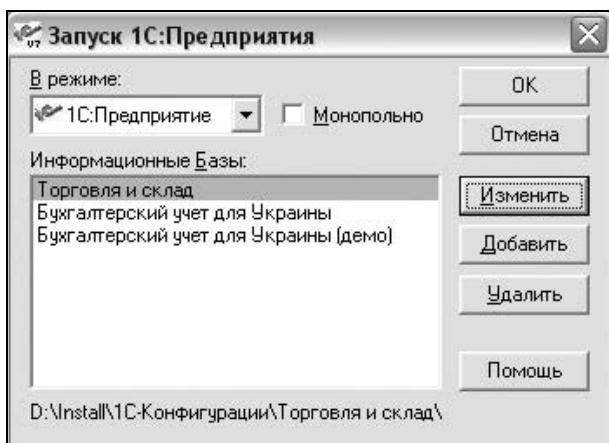 Запуск 1С:Предприятия
В режиме:
1С:Предприятие
Монопольно
Информационные Базы:
Торговля и склад
Бухгалтерский учет для Украины
Бухгалтерский учет для Украины (демо)
OK
Отмена
Изменить
Добавить
Удалить
Помощь
D:\Install\1С-Конфигурации\Торговля и склад\